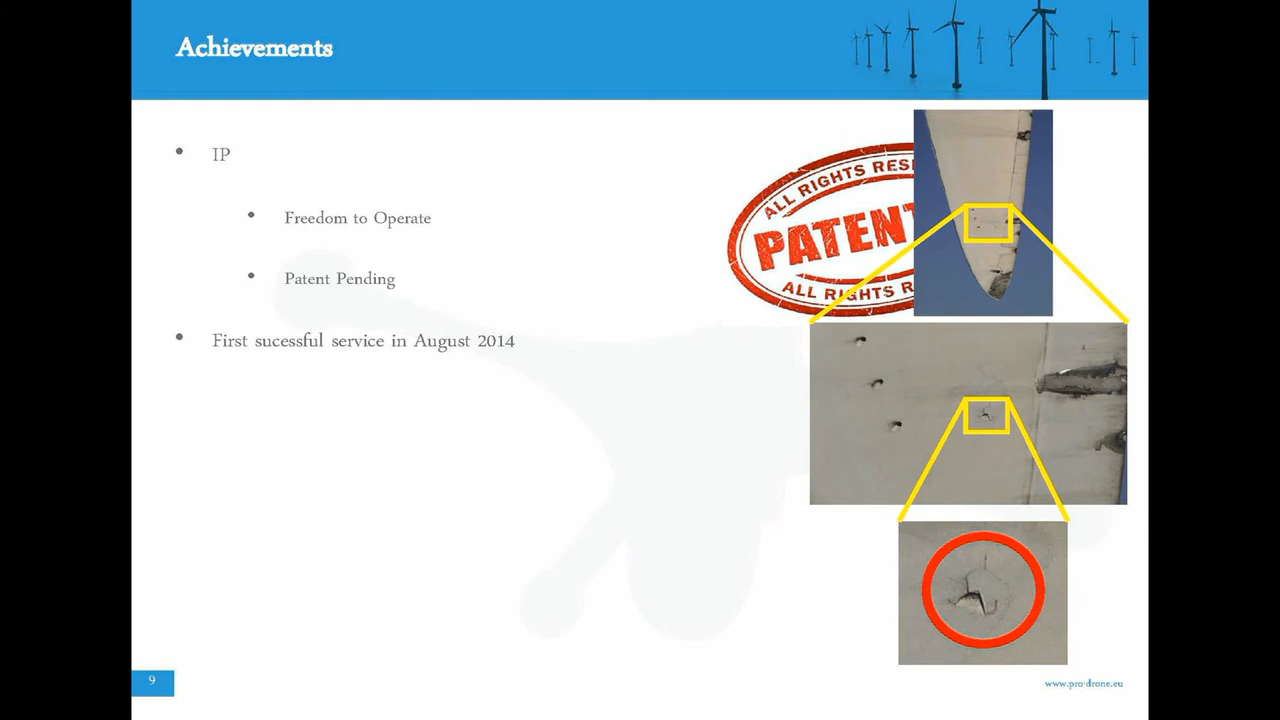 Achievements
• IP
• Freedom to Operate
• Patent Pending
• First sucessful service in August 2014
ALL RIGHTS RES
PATENT
ALL RIGHTS R
9
www.pro-drone.eu